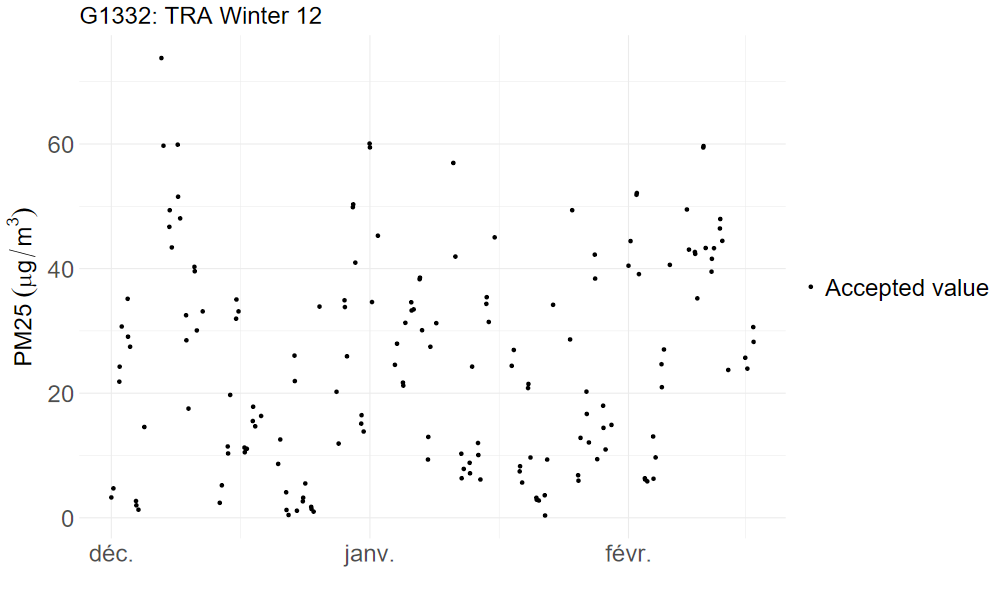 G1332: TRA Winter 12
PM25 (μg/m³)
60
40
20
0
déc.
janv.
févr.
Accepted value